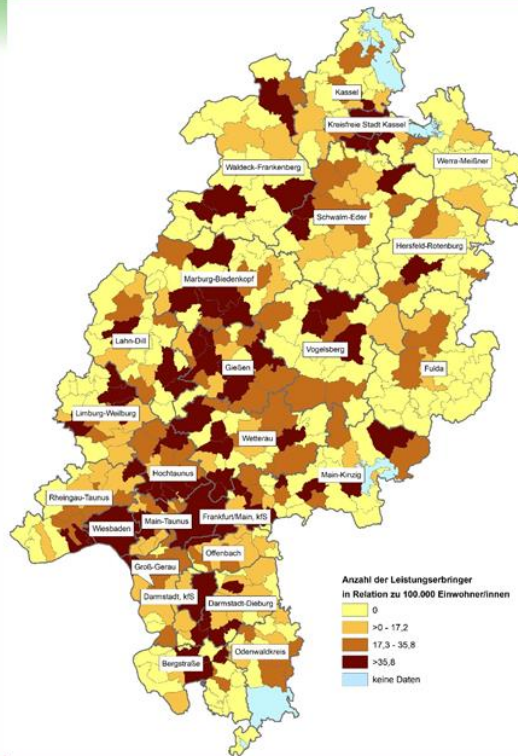 Kassel
Kreisfreie Stadt Kassel
Werra-Meißner
Waldeck-Frankenberg
Schwalm-Eder
Hersfeld-Rotenburg
Marburg-Biedenkopf
Lahn-Dill
Vogelsberg
Gießen
Fulda
Limburg-Weilburg
Wetterau
Hochtaunus
Main-Kinzig
Rheingau-Taunus
Main-Taunus
Frankfurt/Main, kfS
Wiesbaden
Offenbach
Groß-Gerau
Darmstadt, kfS
Darmstadt-Dieburg
Odenwaldkreis
Bergstraße
Anzahl der Leistungserbringer
in Relation zu 100.000 Einwohner/innen
0
>0 - 17,2
17,3 - 35,8
>35,8
keine Daten